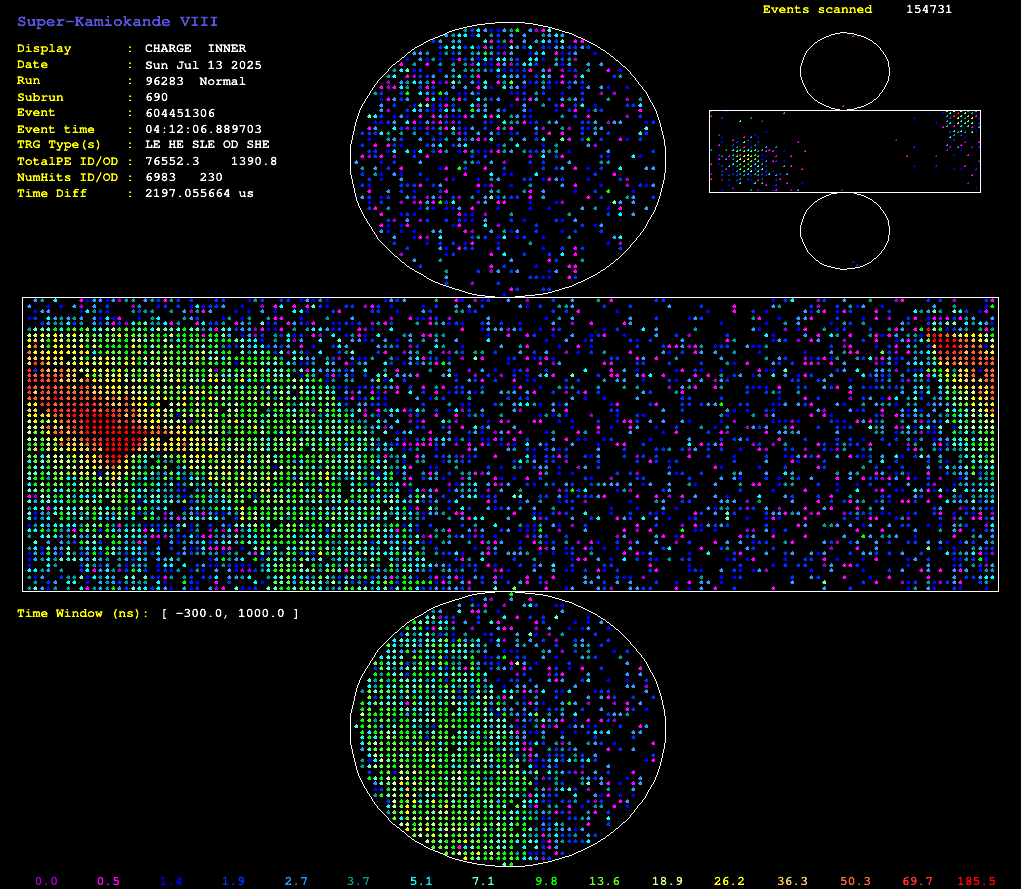 Super-Kamiokande VIII
Events scanned 154731
Display : CHARGE INNER
Date : Sun Jul 13 2025
Run : 96283 Normal
Subrun : 690
Event : 604451306
Event time : 04:12:06.889703
TRG Type(s) : LE HE SLE OD SHE
TotalPE ID/OD : 76552.3 1390.8
NumHits ID/OD : 6983 230
Time Diff : 2197.055664 us
Time Window (ns): [ -300.0, 1000.0 ]
0.0 0.5 1.4 1.9 2.7 3.7 5.1 7.1 9.8 13.6 18.9 26.2 36.3 50.3 69.7 185.5